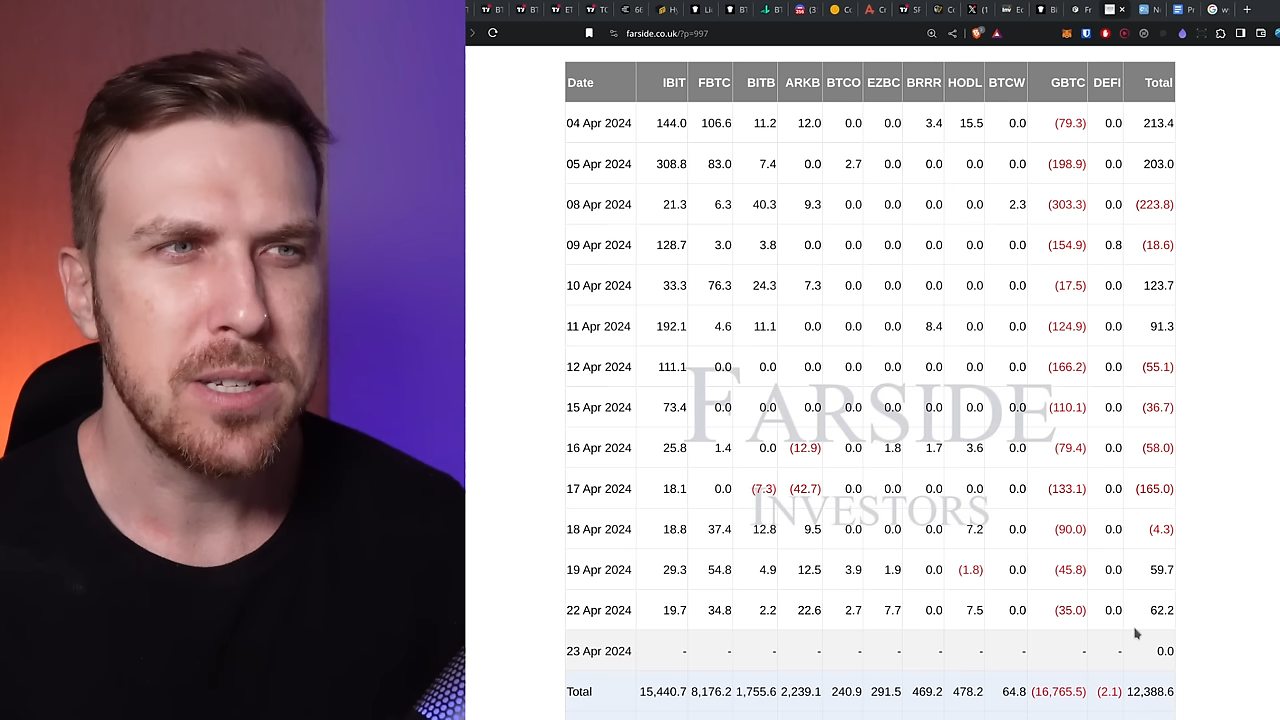 farside.co.uk/?p=997
Date IBIT FBTC BITB ARKB BTCO EZBC BRRR HODL BTCW GBTC DEFI Total
04 Apr 2024 144.0 106.6 11.2 12.0 0.0 0.0 3.4 15.5 0.0 (79.3) 0.0 213.4
05 Apr 2024 308.8 83.0 7.4 0.0 2.7 0.0 0.0 0.0 0.0 (198.9) 0.0 203.0
08 Apr 2024 21.3 6.3 40.3 9.3 0.0 0.0 0.0 0.0 2.3 (303.3) 0.0 (223.8)
09 Apr 2024 128.7 3.0 3.8 0.0 0.0 0.0 0.0 0.0 0.0 (154.9) 0.8 (18.6)
10 Apr 2024 33.3 76.3 24.3 7.3 0.0 0.0 0.0 0.0 0.0 (17.5) 0.0 123.7
11 Apr 2024 192.1 4.6 11.1 0.0 0.0 0.0 8.4 0.0 0.0 (124.9) 0.0 91.3
12 Apr 2024 111.1 0.0 0.0 0.0 0.0 0.0 0.0 0.0 0.0 (166.2) 0.0 (55.1)
15 Apr 2024 73.4 0.0 0.0 0.0 0.0 0.0 0.0 0.0 0.0 (110.1) 0.0 (36.7)
FARSIDE
16 Apr 2024 25.8 1.4 0.0 (12.9) 0.0 1.8 1.7 3.6 0.0 (79.4) 0.0 (58.0)
17 Apr 2024 18.1 0.0 (7.3) (42.7) 0.0 0.0 0.0 0.0 0.0 (133.1) 0.0 (165.0)
INVESTORS
18 Apr 2024 18.8 37.4 12.8 9.5 0.0 0.0 0.0 7.2 0.0 (90.0) 0.0 (4.3)
19 Apr 2024 29.3 54.8 4.9 12.5 3.9 1.9 0.0 (1.8) 0.0 (45.8) 0.0 59.7
22 Apr 2024 19.7 34.8 2.2 22.6 2.7 7.7 0.0 7.5 0.0 (35.0) 0.0 62.2
23 Apr 2024 - - - - - - - - - - - 0.0
Total 15,440.7 8,176.2 1,755.6 2,239.1 240.9 291.5 469.2 478.2 64.8 (16,765.5) (2.1) 12,388.6